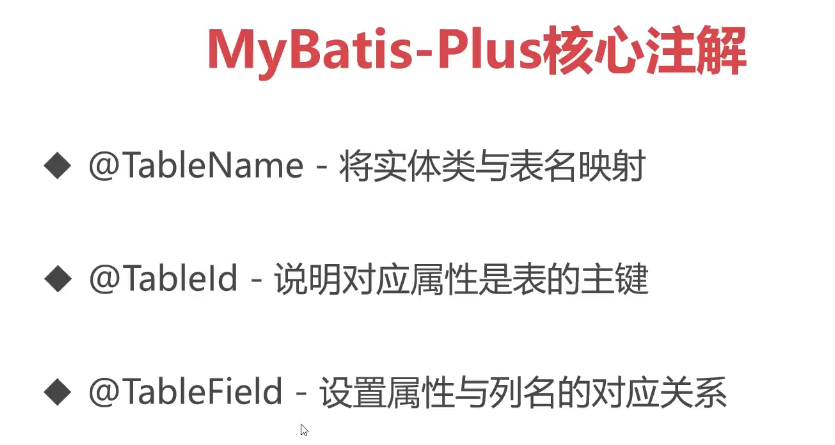 MyBatis-Plus核心注解
◆ @TableName - 将实体类与表名映射
◆ @TableId - 说明对应属性是表的主键
◆ @TableField - 设置属性与列名的对应关系